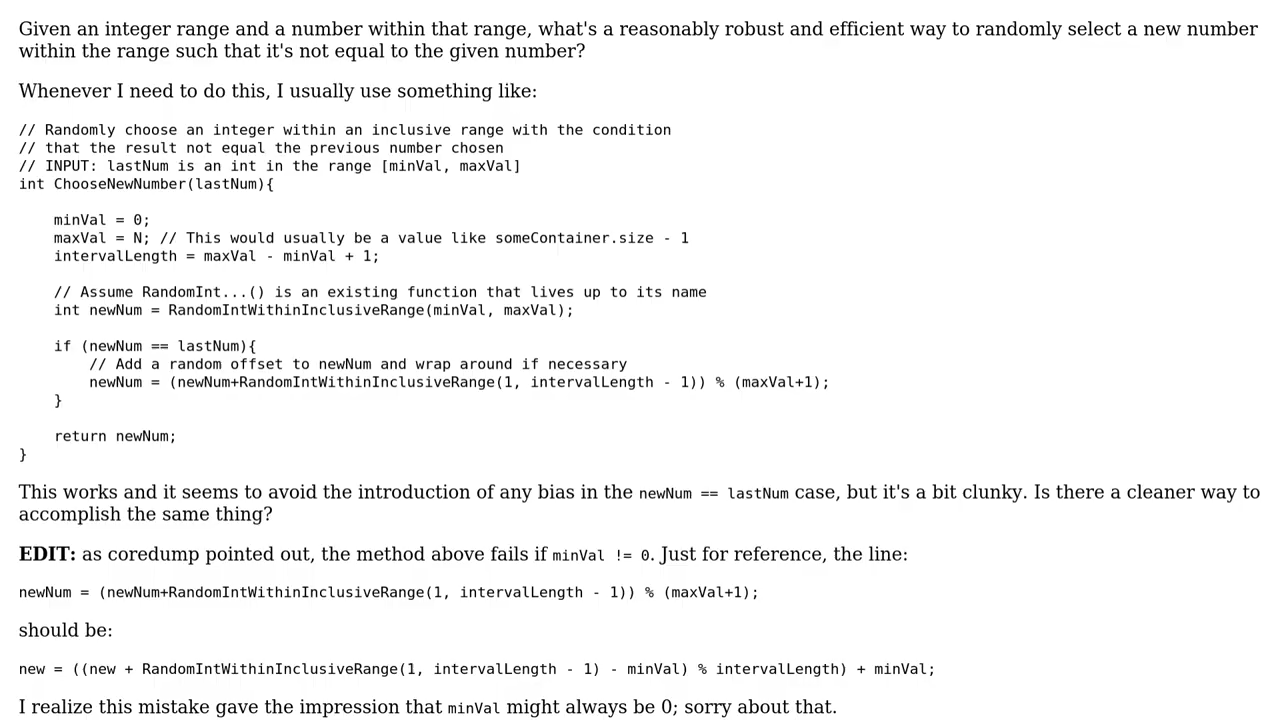 Given an integer range and a number within that range, what's a reasonably robust and efficient way to randomly select a new number
within the range such that it's not equal to the given number?
Whenever I need to do this, I usually use something like:
// Randomly choose an integer within an inclusive range with the condition
// that the result not equal the previous number chosen
// INPUT: lastNum is an int in the range [minVal, maxVal]
int ChooseNewNumber(lastNum){
    minVal = 0;
    maxVal = N; // This would usually be a value like someContainer.size - 1
    intervalLength = maxVal - minVal + 1;
    // Assume RandomInt...() is an existing function that lives up to its name
    int newNum = RandomIntWithinInclusiveRange(minVal, maxVal);
    if (newNum == lastNum){
        // Add a random offset to newNum and wrap around if necessary
        newNum = (newNum+RandomIntWithinInclusiveRange(1, intervalLength - 1)) % (maxVal+1);
    }
    return newNum;
}
This works and it seems to avoid the introduction of any bias in the newNum == lastNum case, but it's a bit clunky. Is there a cleaner way to
accomplish the same thing?
EDIT: as coredump pointed out, the method above fails if minVal != 0. Just for reference, the line:
newNum = (newNum+RandomIntWithinInclusiveRange(1, intervalLength - 1)) % (maxVal+1);
should be:
new = ((new + RandomIntWithinInclusiveRange(1, intervalLength - 1) - minVal) % intervalLength) + minVal;
I realize this mistake gave the impression that minVal might always be 0; sorry about that.